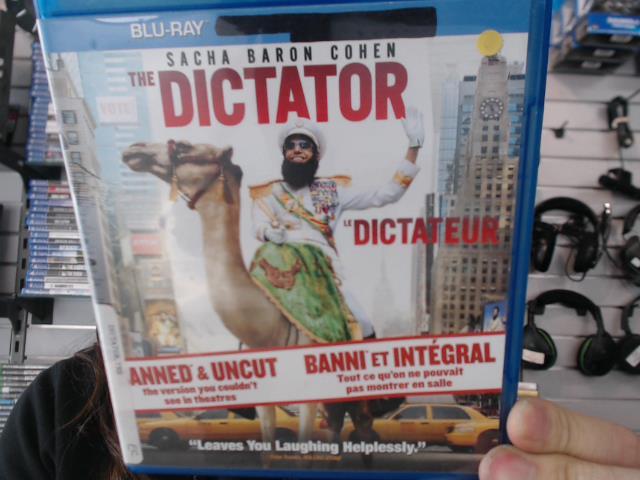 BLU-RAY
SACHA BARON COHEN
THE DICTATOR
VOTE
LE DICTATEUR
ANNED & UNCUT
the version you couldn't
see in theatres
BANNI ET INTÉGRAL
Tout ce qu'on ne pouvait
pas montrer en salle
"Leaves You Laughing Helplessly."